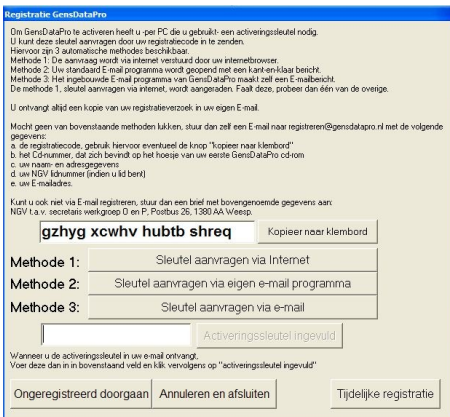 Registratie GensDataPro
Om GensDataPro te activeren heeft u -per PC die u gebruikt- een activeringssleutel nodig.
U kunt deze sleutel aanvragen door uw registratiecode in te zenden.
Hiervoor zijn 3 automatische methodes beschikbaar.
Methode 1: De aanvraag wordt via internet verstuurd door uw internetbrowser.
Methode 2: Uw standaard E-mail programma wordt geopend met een kant-en-klaar bericht.
Methode 3: Het ingebouwde E-mail programma van GensDataPro maakt zelf een E-mailbericht.
De methode 1, sleutel aanvragen via internet, wordt aangeraden. Faalt deze, probeer dan één van de overige.
U ontvangt altijd een kopie van uw registratieverzoek in uw eigen E-mail.
Mocht geen van bovenstaande methoden lukken, stuur dan zelf een E-mail naar registreren@gensdatapro.nl met de volgende
gegevens:
a. de registratiecode, gebruik hiervoor eventueel de knop "kopieer naar klembord"
b. het Cd-nummer, dat zich bevindt op het hoesje van uw eerste GensDataPro cd-rom
c. uw naam- en adresgegevens
d. uw NGV lidnummer (indien u lid bent)
e. uw E-mailadres.
Kunt u ook niet via E-mail registreren, stuur dan een brief met bovengenoemde gegevens aan:
NGV t.a.v. secretaris werkgroep O en P, Postbus 26, 1380 AA Weesp.
gzhyg xcwhv hubtb shreq Kopieer naar klembord
Methode 1: Sleutel aanvragen via Internet
Methode 2: Sleutel aanvragen via eigen e-mail programma
Methode 3: Sleutel aanvragen via e-mail
Activeringssleutel ingevuld
Wanneer u de activeringssleutel in uw e-mail ontvangt,
Voer deze dan in in bovenstaand veld en klik vervolgens op "activeringssleutel ingevuld"
Ongeregistreerd doorgaan Annuleren en afsluiten Tijdelijke registratie